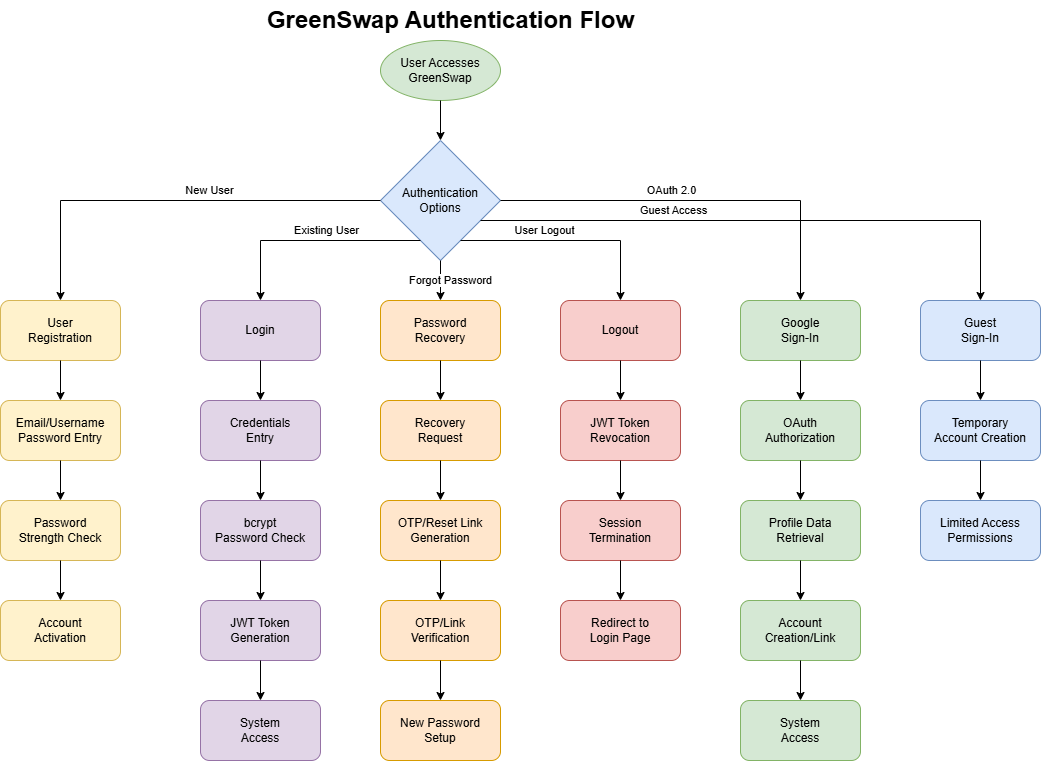 GreenSwap Authentication Flow
User Accesses
GreenSwap
Authentication
Options
New User
OAuth 2.0
Guest Access
Existing User
User Logout
Forgot Password
User
Registration
Login
Password
Recovery
Logout
Google
Sign-In
Guest
Sign-In
Email/Username
Password Entry
Credentials
Entry
Recovery
Request
JWT Token
Revocation
OAuth
Authorization
Temporary
Account Creation
Password
Strength Check
bcrypt
Password Check
OTP/Reset Link
Generation
Session
Termination
Profile Data
Retrieval
Limited Access
Permissions
Account
Activation
JWT Token
Generation
OTP/Link
Verification
Redirect to
Login Page
Account
Creation/Link
System
Access
New Password
Setup
System
Access